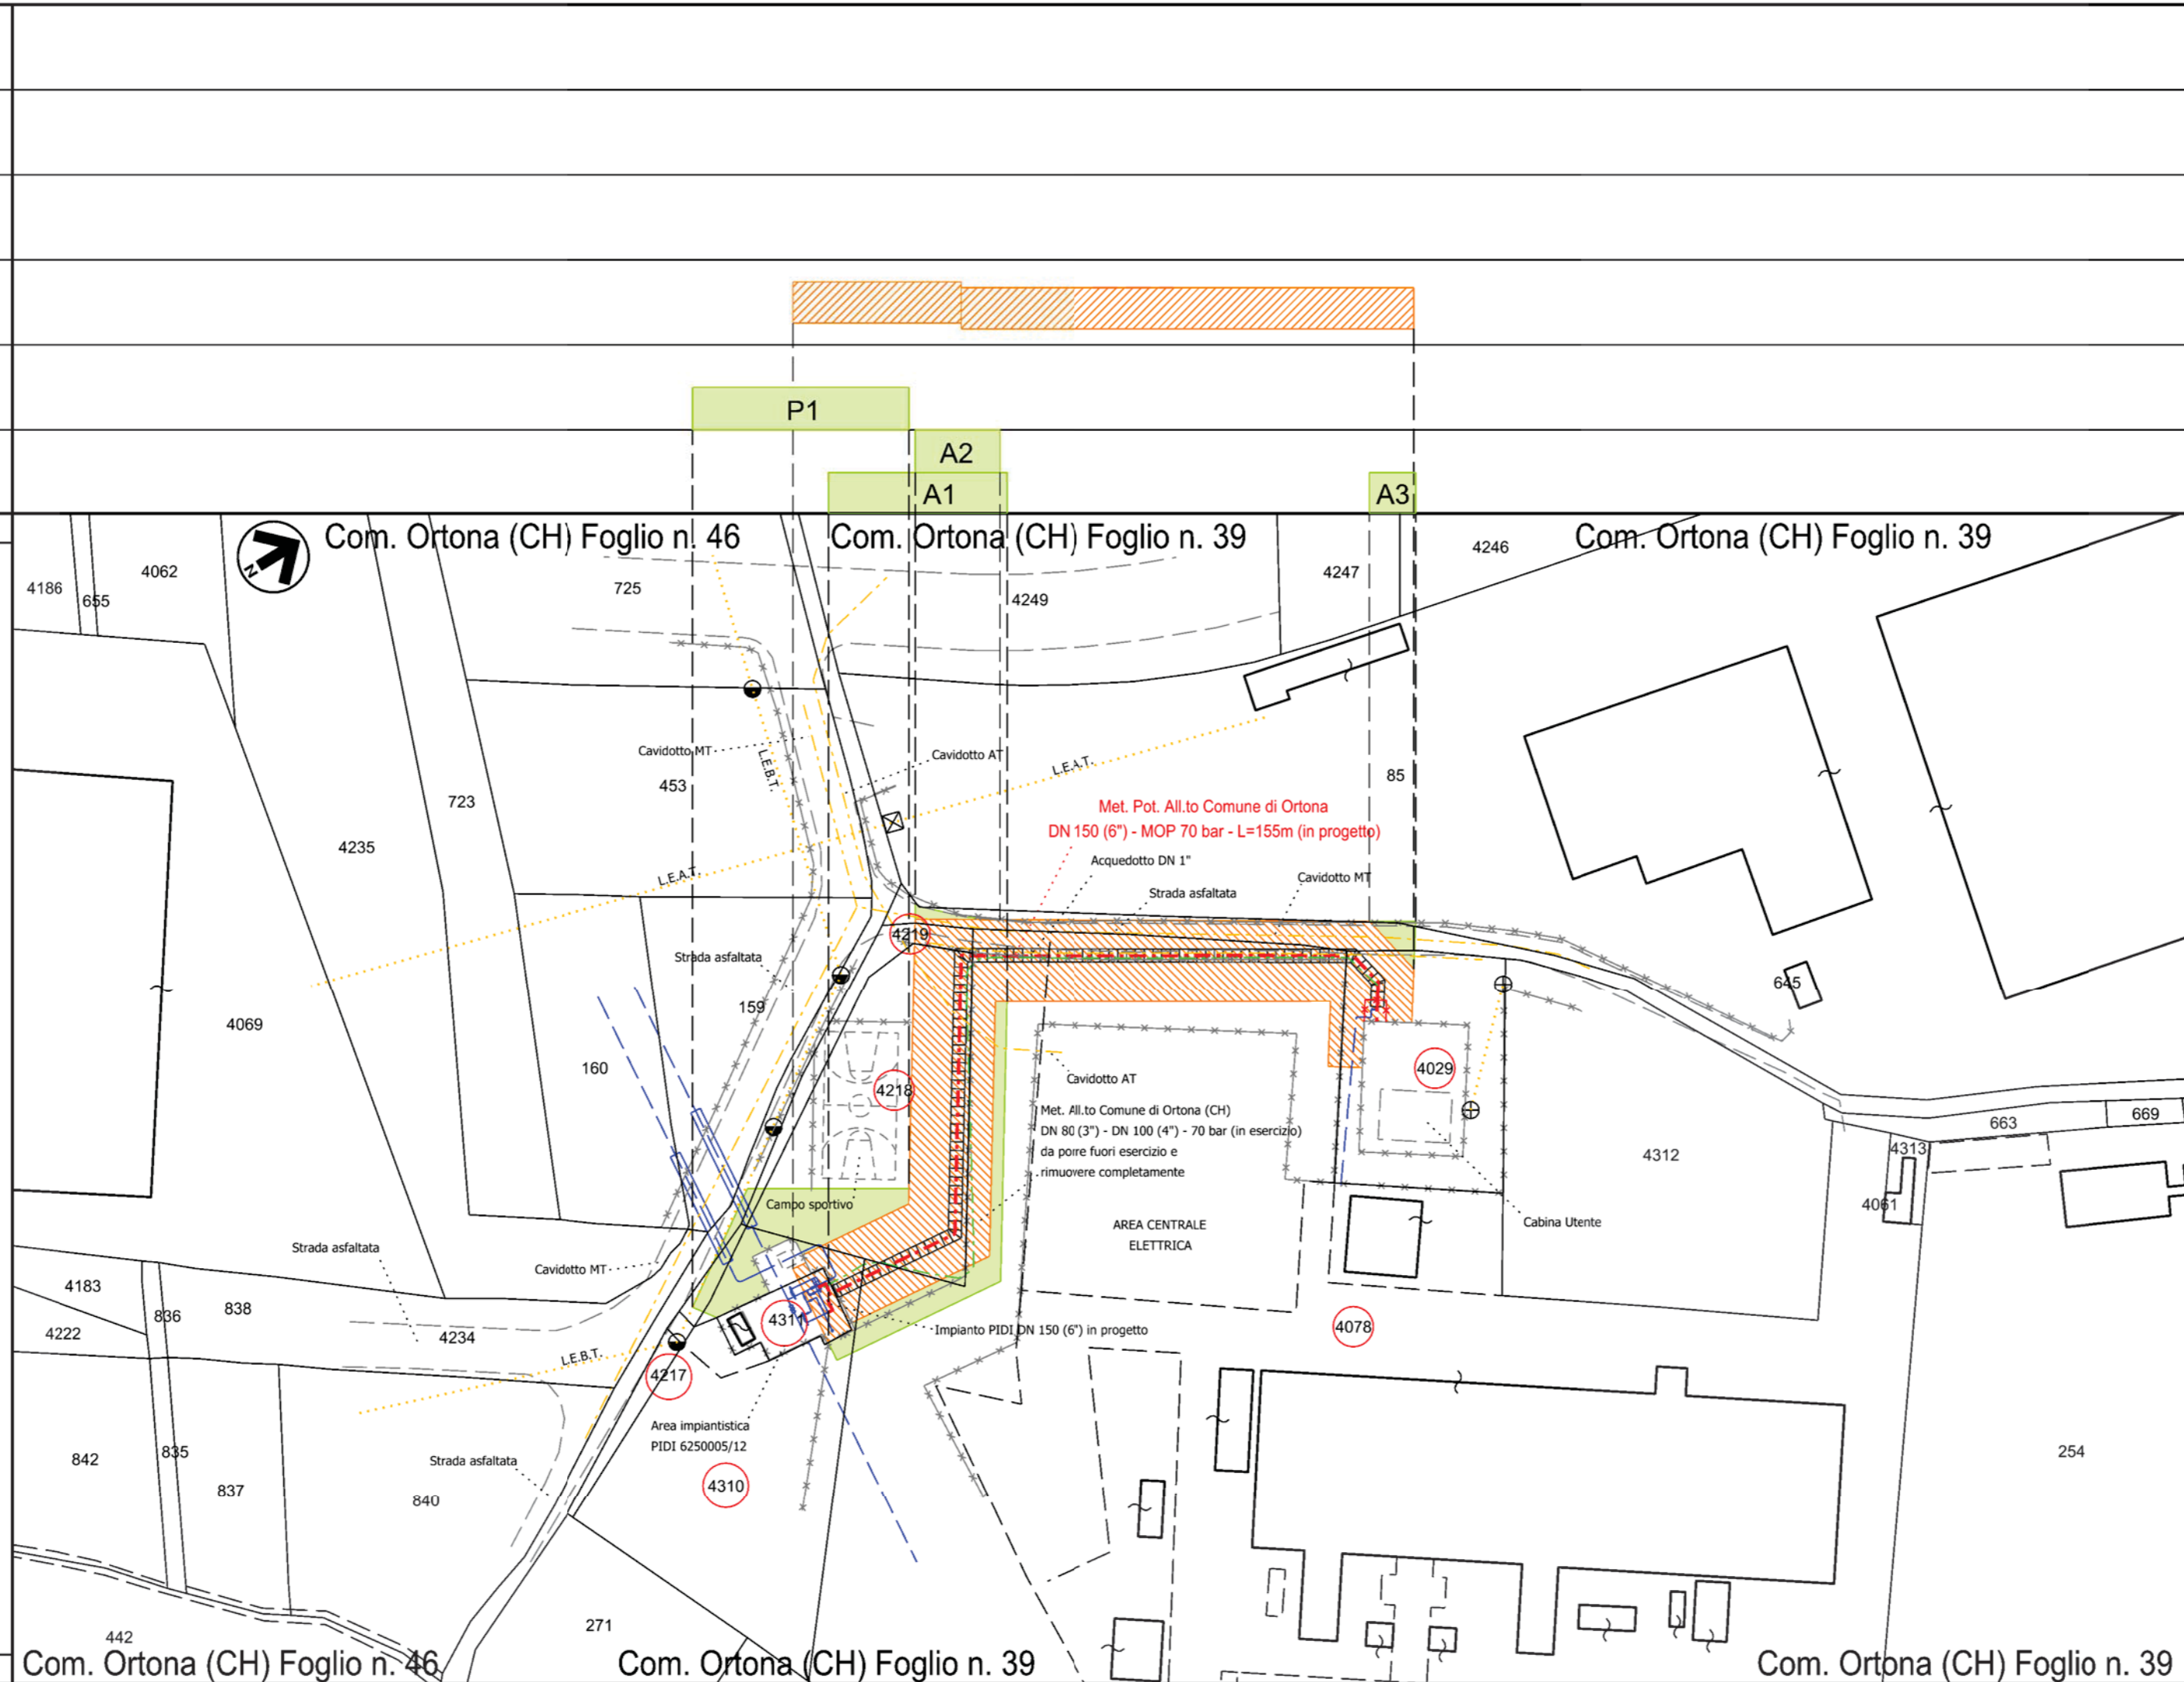 P1
A2
A1
A3
Com. Ortona (CH) Foglio n. 46
Com. Ortona (CH) Foglio n. 39
Com. Ortona (CH) Foglio n. 39
N
4186
655
4062
725
4249
4247
4246
Cavidotto MT
L.E.B.T.
453
Cavidotto AT
L.E.A.T.
85
723
Met. Pot. All.to Comune di Ortona
DN 150 (6") - MOP 70 bar - L=155m (in progetto)
4235
L.E.A.T.
Acquedotto DN 1"
Strada asfaltata
Cavidotto MT
4219
Strada asfaltata
159
645
4069
160
4218
Cavidotto AT
4029
Met. All.to Comune di Ortona (CH)
DN 80 (3") - DN 100 (4") - 70 bar (in esercizio)
da porre fuori esercizio e
rimuovere completamente
4312
663
669
4313
4061
Campo sportivo
AREA CENTRALE
ELETTRICA
Cabina Utente
Strada asfaltata
Cavidotto MT
4183
836
838
4222
4234
4311
Impianto PIDI DN 150 (6") in progetto
4078
L.E.B.T.
4217
Area impiantistica
PIDI 6250005/12
842
835
837
Strada asfaltata
840
4310
254
442
271
Com. Ortona (CH) Foglio n. 46
Com. Ortona (CH) Foglio n. 39
Com. Ortona (CH) Foglio n. 39